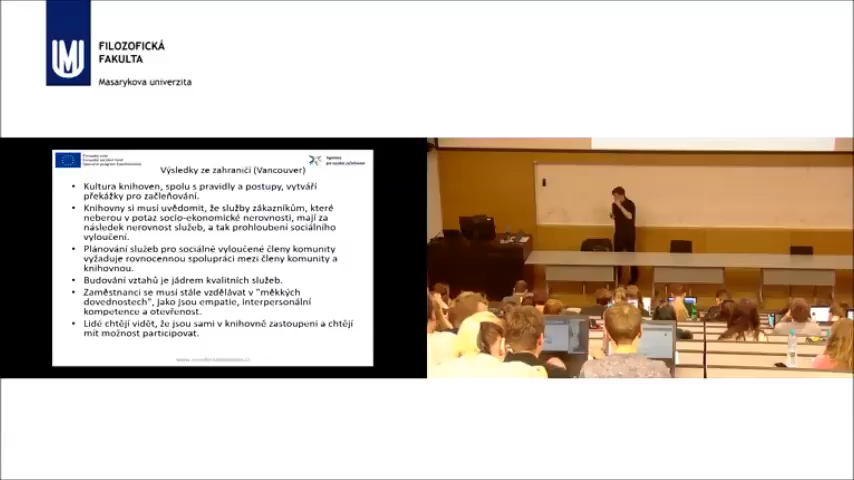 FILOZOFICKÁ
FAKULTA
Masarykova univerzita
Výsledky ze zahraničí (Vancouver)
• Kultura knihoven, spolu s pravidly a postupy, vytváří
překážky pro začleňování.
• Knihovny si musí uvědomit, že služby zákazníkům, které
neberou v potaz socio-ekonomické nerovnosti, mají za
následek nerovnost služeb, a tak prohloubení sociálního
vyloučení.
• Plánování služeb pro sociálně vyloučené členy komunity
vyžaduje rovnocennou spolupráci mezi členy komunity a
knihovnou.
• Budování vztahů je jádrem kvalitních služeb.
• Zaměstnanci se musí stále vzdělávat v "měkkých
dovednostech", jako jsou empatie, interpersonální
kompetence a otevřenost.
• Lidé chtějí vidět, že jsou sami v knihovně zastoupeni a chtějí
mít možnost participovat.